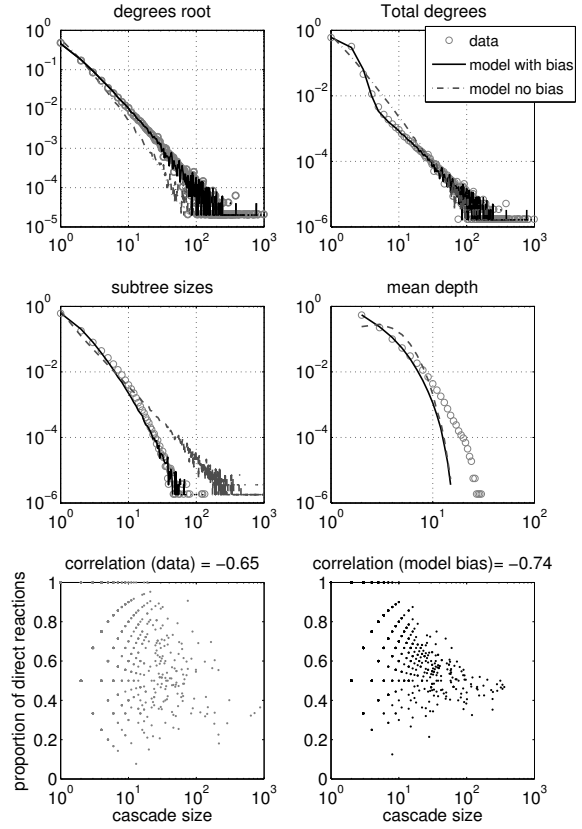 degrees root
Total degrees
data
model with bias
model no bias
10^0
10^-1
10^-2
10^-3
10^-4
10^-5
10^0 10^1 10^2 10^3
10^0
10^-2
10^-4
10^-6
10^0 10^1 10^2 10^3
subtree sizes
mean depth
10^0
10^-2
10^-4
10^-6
10^0 10^1 10^2 10^3
10^0
10^-2
10^-4
10^-6
10^0 10^1 10^2
correlation (data) = −0.65
correlation (model bias)= −0.74
proportion of direct reactions
1
0.8
0.6
0.4
0.2
0
10^0 10^1 10^2 10^3
cascade size
1
0.8
0.6
0.4
0.2
0
10^0 10^1 10^2 10^3
cascade size